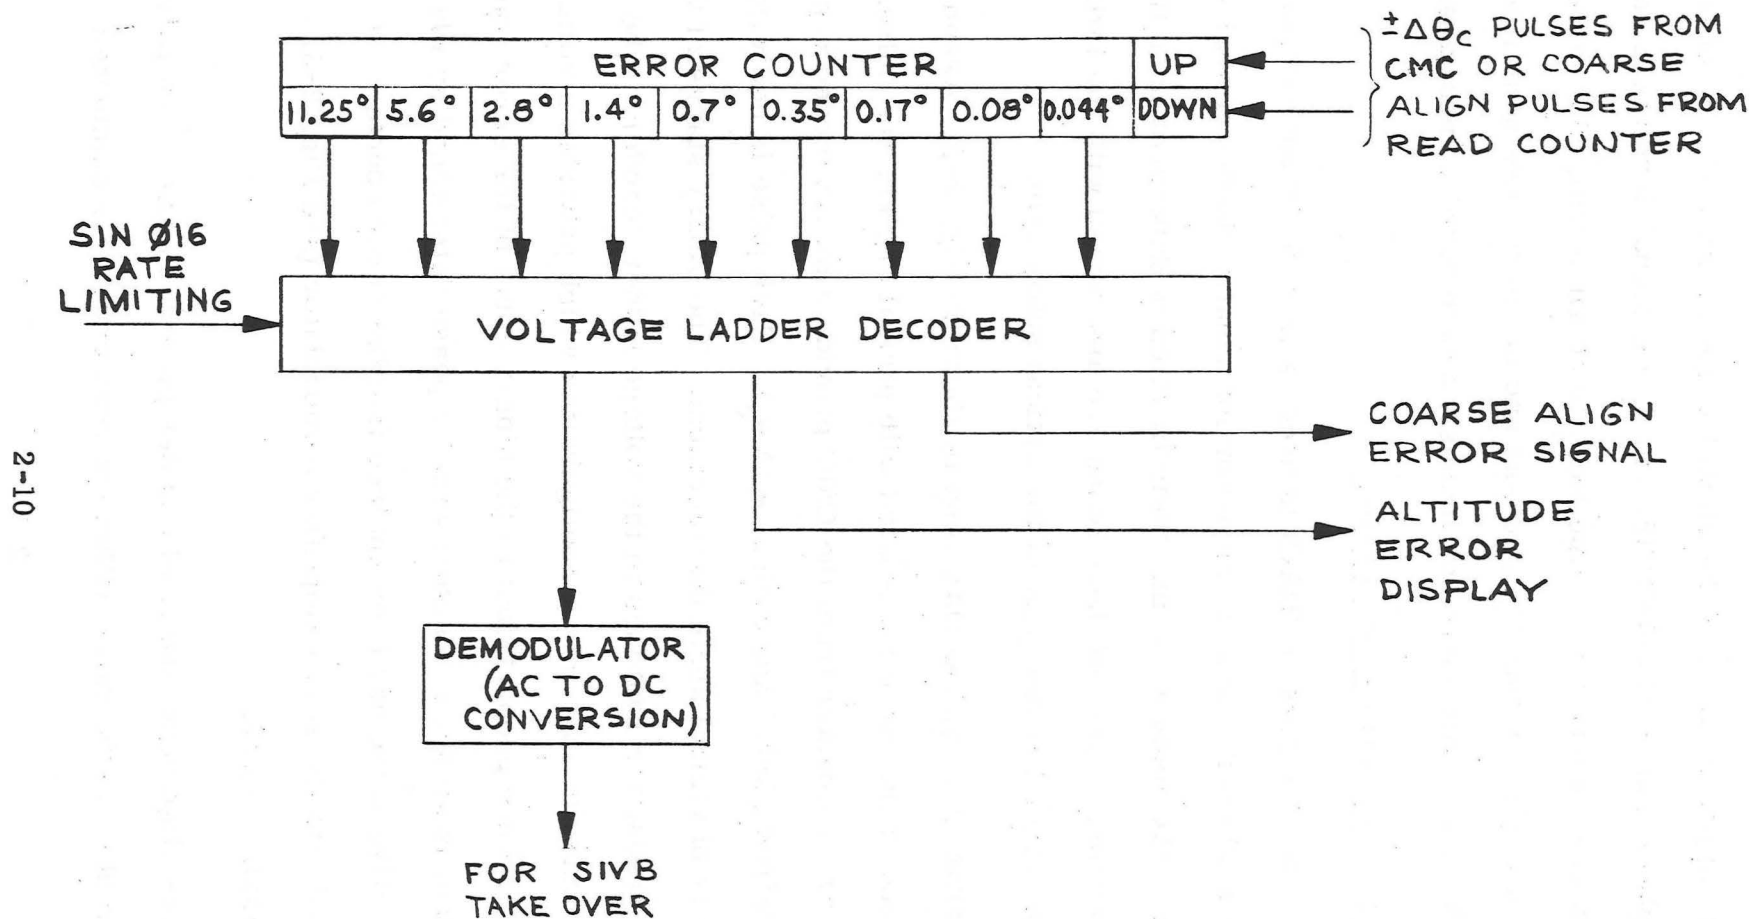 ±Δθc PULSES FROM
CMC OR COARSE
ALIGN PULSES FROM
READ COUNTER
ERROR COUNTER UP
11.25° 5.6° 2.8° 1.4° 0.7° 0.35° 0.17° 0.08° 0.044° DOWN
SIN Ø16
RATE
LIMITING
VOLTAGE LADDER DECODER
COARSE ALIGN
ERROR SIGNAL
ALTITUDE
ERROR
DISPLAY
DEMODULATOR
(AC TO DC
CONVERSION)
FOR SIVB
TAKE OVER
2-10